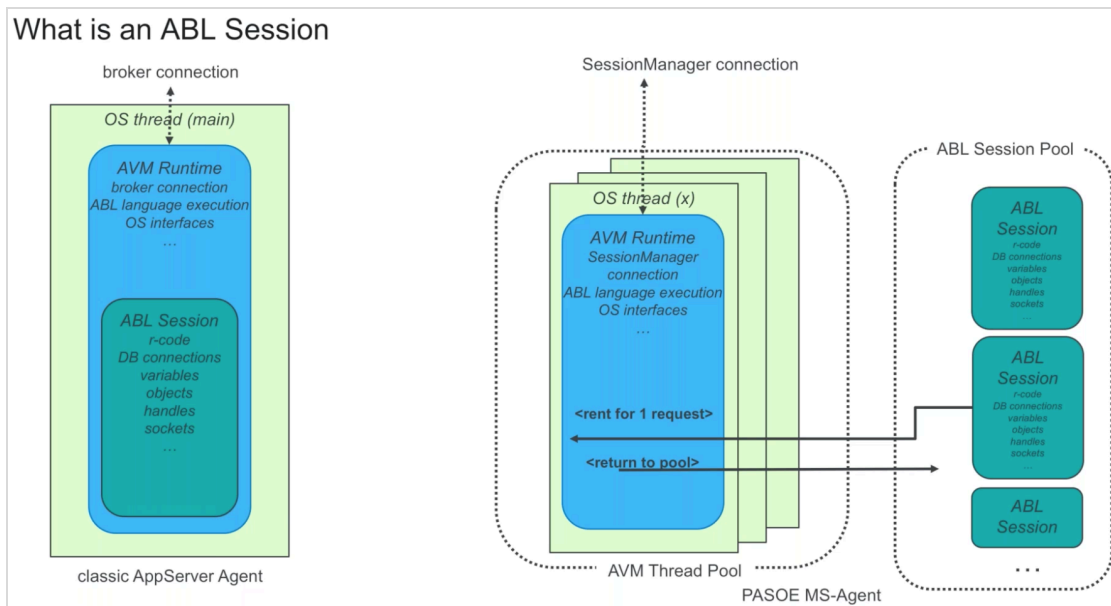 What is an ABL Session
broker connection
OS thread (main)
AVM Runtime
broker connection
ABL language execution
OS interfaces
...
ABL Session
r-code
DB connections
variables
objects
handles
sockets
...
classic AppServer Agent
SessionManager connection
OS thread (x)
AVM Runtime
SessionManager
connection
ABL language execution
OS interfaces
...
<rent for 1 request>
<return to pool>
AVM Thread Pool
PASOE MS-Agent
ABL Session Pool
ABL
Session
r-code
DB connections
variables
objects
handles
sockets
...
ABL
Session
r-code
DB connections
variables
objects
handles
sockets
...
ABL
Session
...